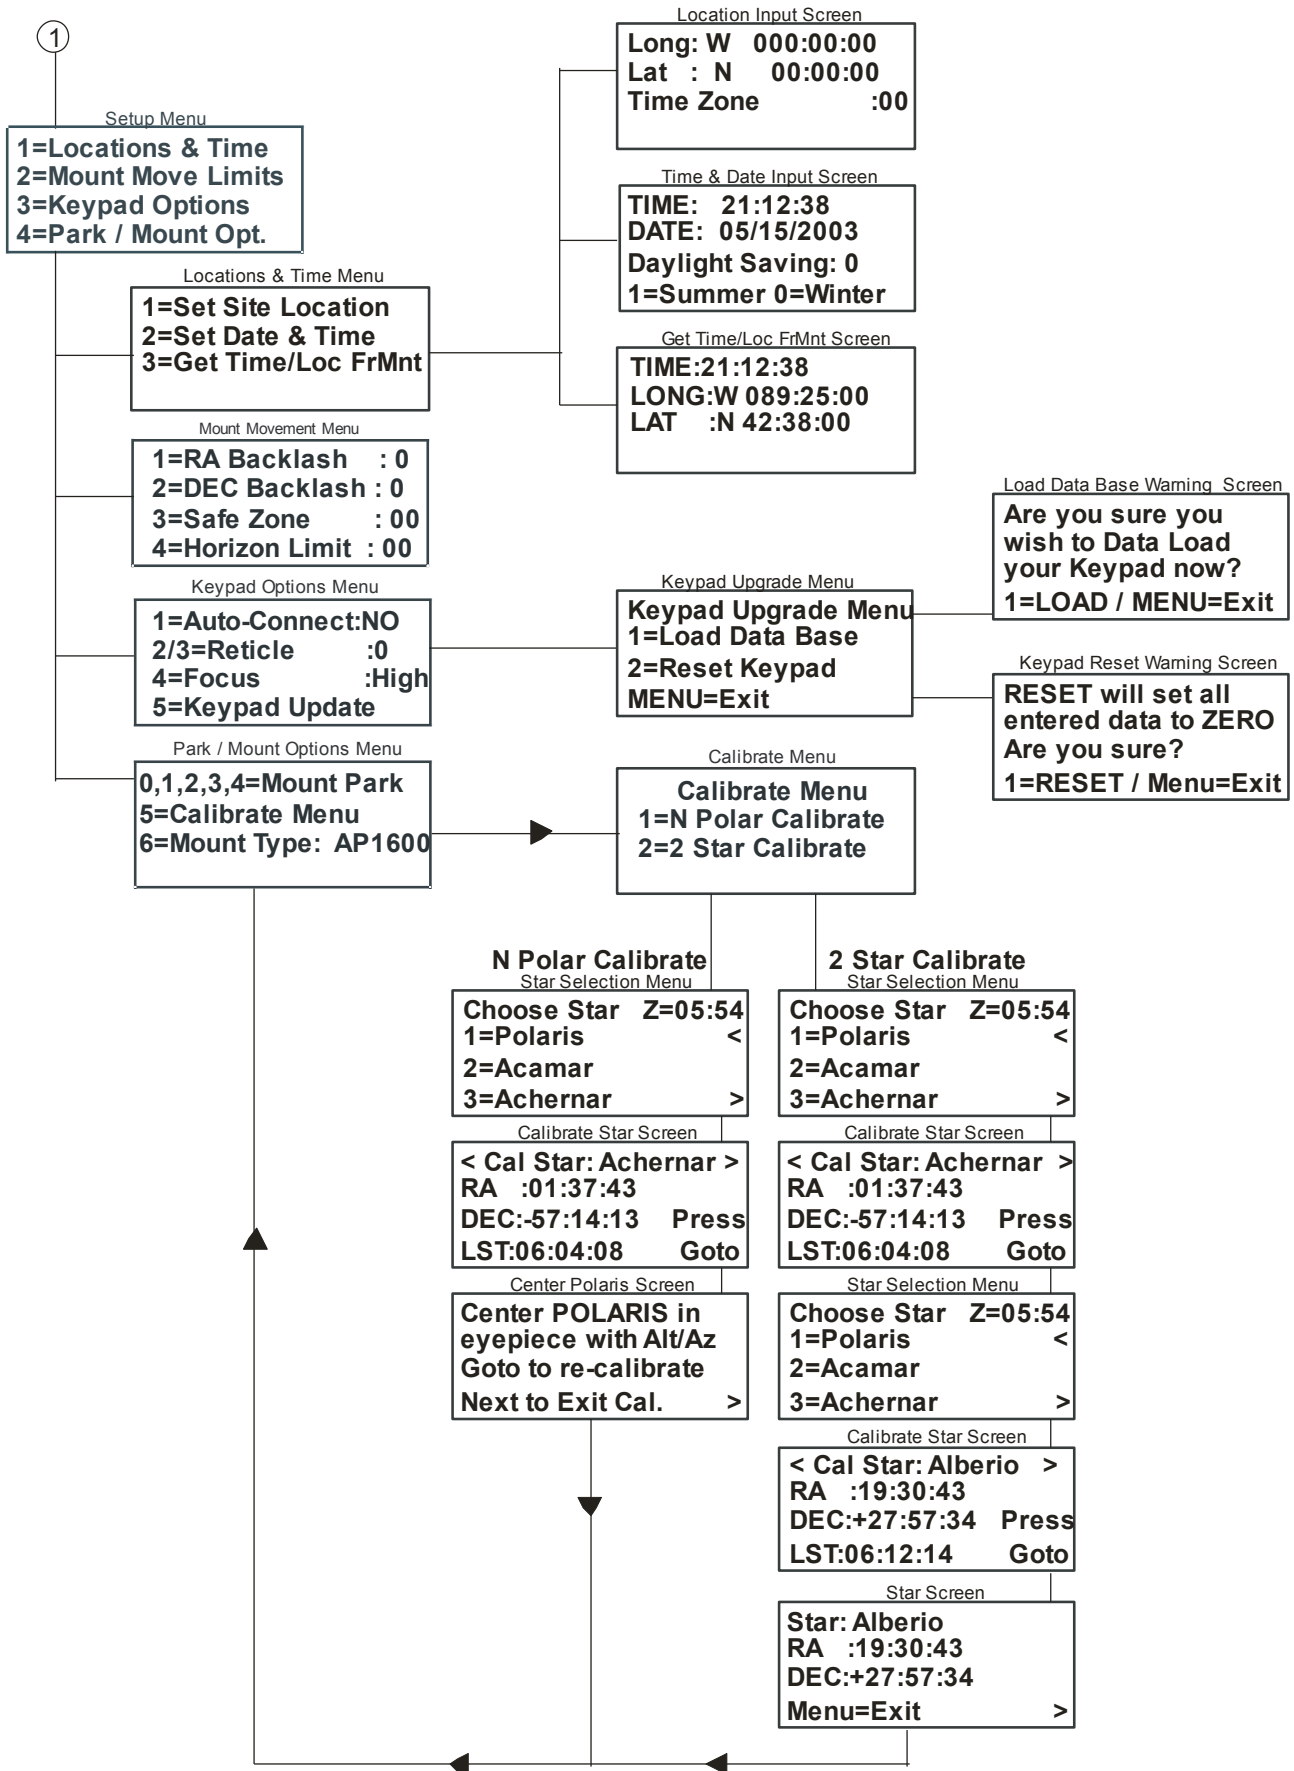 1
Setup Menu
1=Locations & Time
2=Mount Move Limits
3=Keypad Options
4=Park / Mount Opt.
Locations & Time Menu
1=Set Site Location
2=Set Date & Time
3=Get Time/Loc FrMnt
Location Input Screen
Long: W 000:00:00
Lat : N 00:00:00
Time Zone :00
Time & Date Input Screen
TIME: 21:12:38
DATE: 05/15/2003
Daylight Saving: 0
1=Summer 0=Winter
Get Time/Loc FrMnt Screen
TIME:21:12:38
LONG:W 089:25:00
LAT :N 42:38:00
Mount Movement Menu
1=RA Backlash : 0
2=DEC Backlash : 0
3=Safe Zone : 00
4=Horizon Limit : 00
Keypad Options Menu
1=Auto-Connect:NO
2/3=Reticle :0
4=Focus :High
5=Keypad Update
Keypad Upgrade Menu
Keypad Upgrade Menu
1=Load Data Base
2=Reset Keypad
MENU=Exit
Load Data Base Warning Screen
Are you sure you
wish to Data Load
your Keypad now?
1=LOAD / MENU=Exit
Keypad Reset Warning Screen
RESET will set all
entered data to ZERO
Are you sure?
1=RESET / Menu=Exit
Park / Mount Options Menu
0,1,2,3,4=Mount Park
5=Calibrate Menu
6=Mount Type: AP1600
Calibrate Menu
Calibrate Menu
1=N Polar Calibrate
2=2 Star Calibrate
N Polar Calibrate
Star Selection Menu
Choose Star Z=05:54
1=Polaris <
2=Acamar
3=Achernar >
Calibrate Star Screen
< Cal Star: Achernar >
RA :01:37:43
DEC:-57:14:13 Press
LST:06:04:08 Goto
Center Polaris Screen
Center POLARIS in
eyepiece with Alt/Az
Goto to re-calibrate
Next to Exit Cal. >
2 Star Calibrate
Star Selection Menu
Choose Star Z=05:54
1=Polaris <
2=Acamar
3=Achernar >
Calibrate Star Screen
< Cal Star: Achernar >
RA :01:37:43
DEC:-57:14:13 Press
LST:06:04:08 Goto
Star Selection Menu
Choose Star Z=05:54
1=Polaris <
2=Acamar
3=Achernar >
Calibrate Star Screen
< Cal Star: Alberio >
RA :19:30:43
DEC:+27:57:34 Press
LST:06:12:14 Goto
Star Screen
Star: Alberio
RA :19:30:43
DEC:+27:57:34
Menu=Exit >